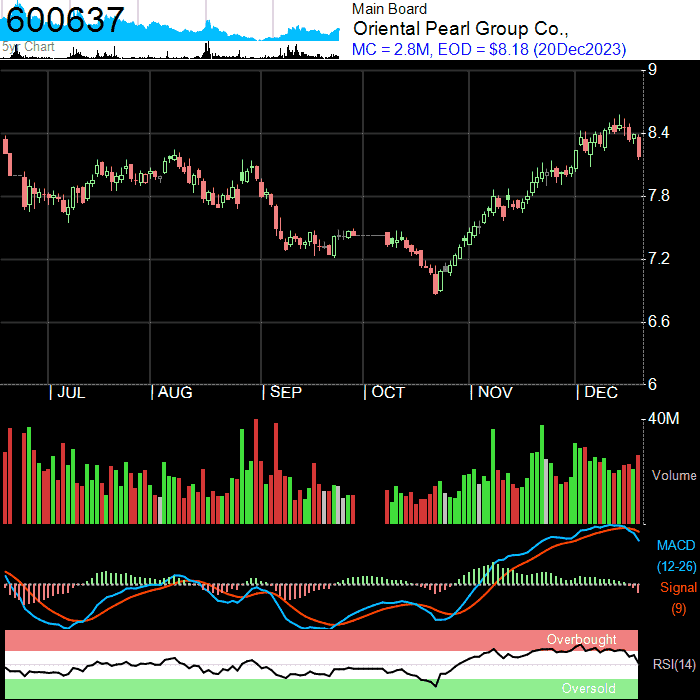 600637
5yr Chart
Main Board
Oriental Pearl Group Co.,
MC = 2.8M, EOD = $8.18 (20Dec2023)
9
8.4
7.8
7.2
6.6
6
JUL AUG SEP OCT NOV DEC
40M
Volume
MACD
(12-26)
Signal
(9)
Overbought
RSI(14)
Oversold